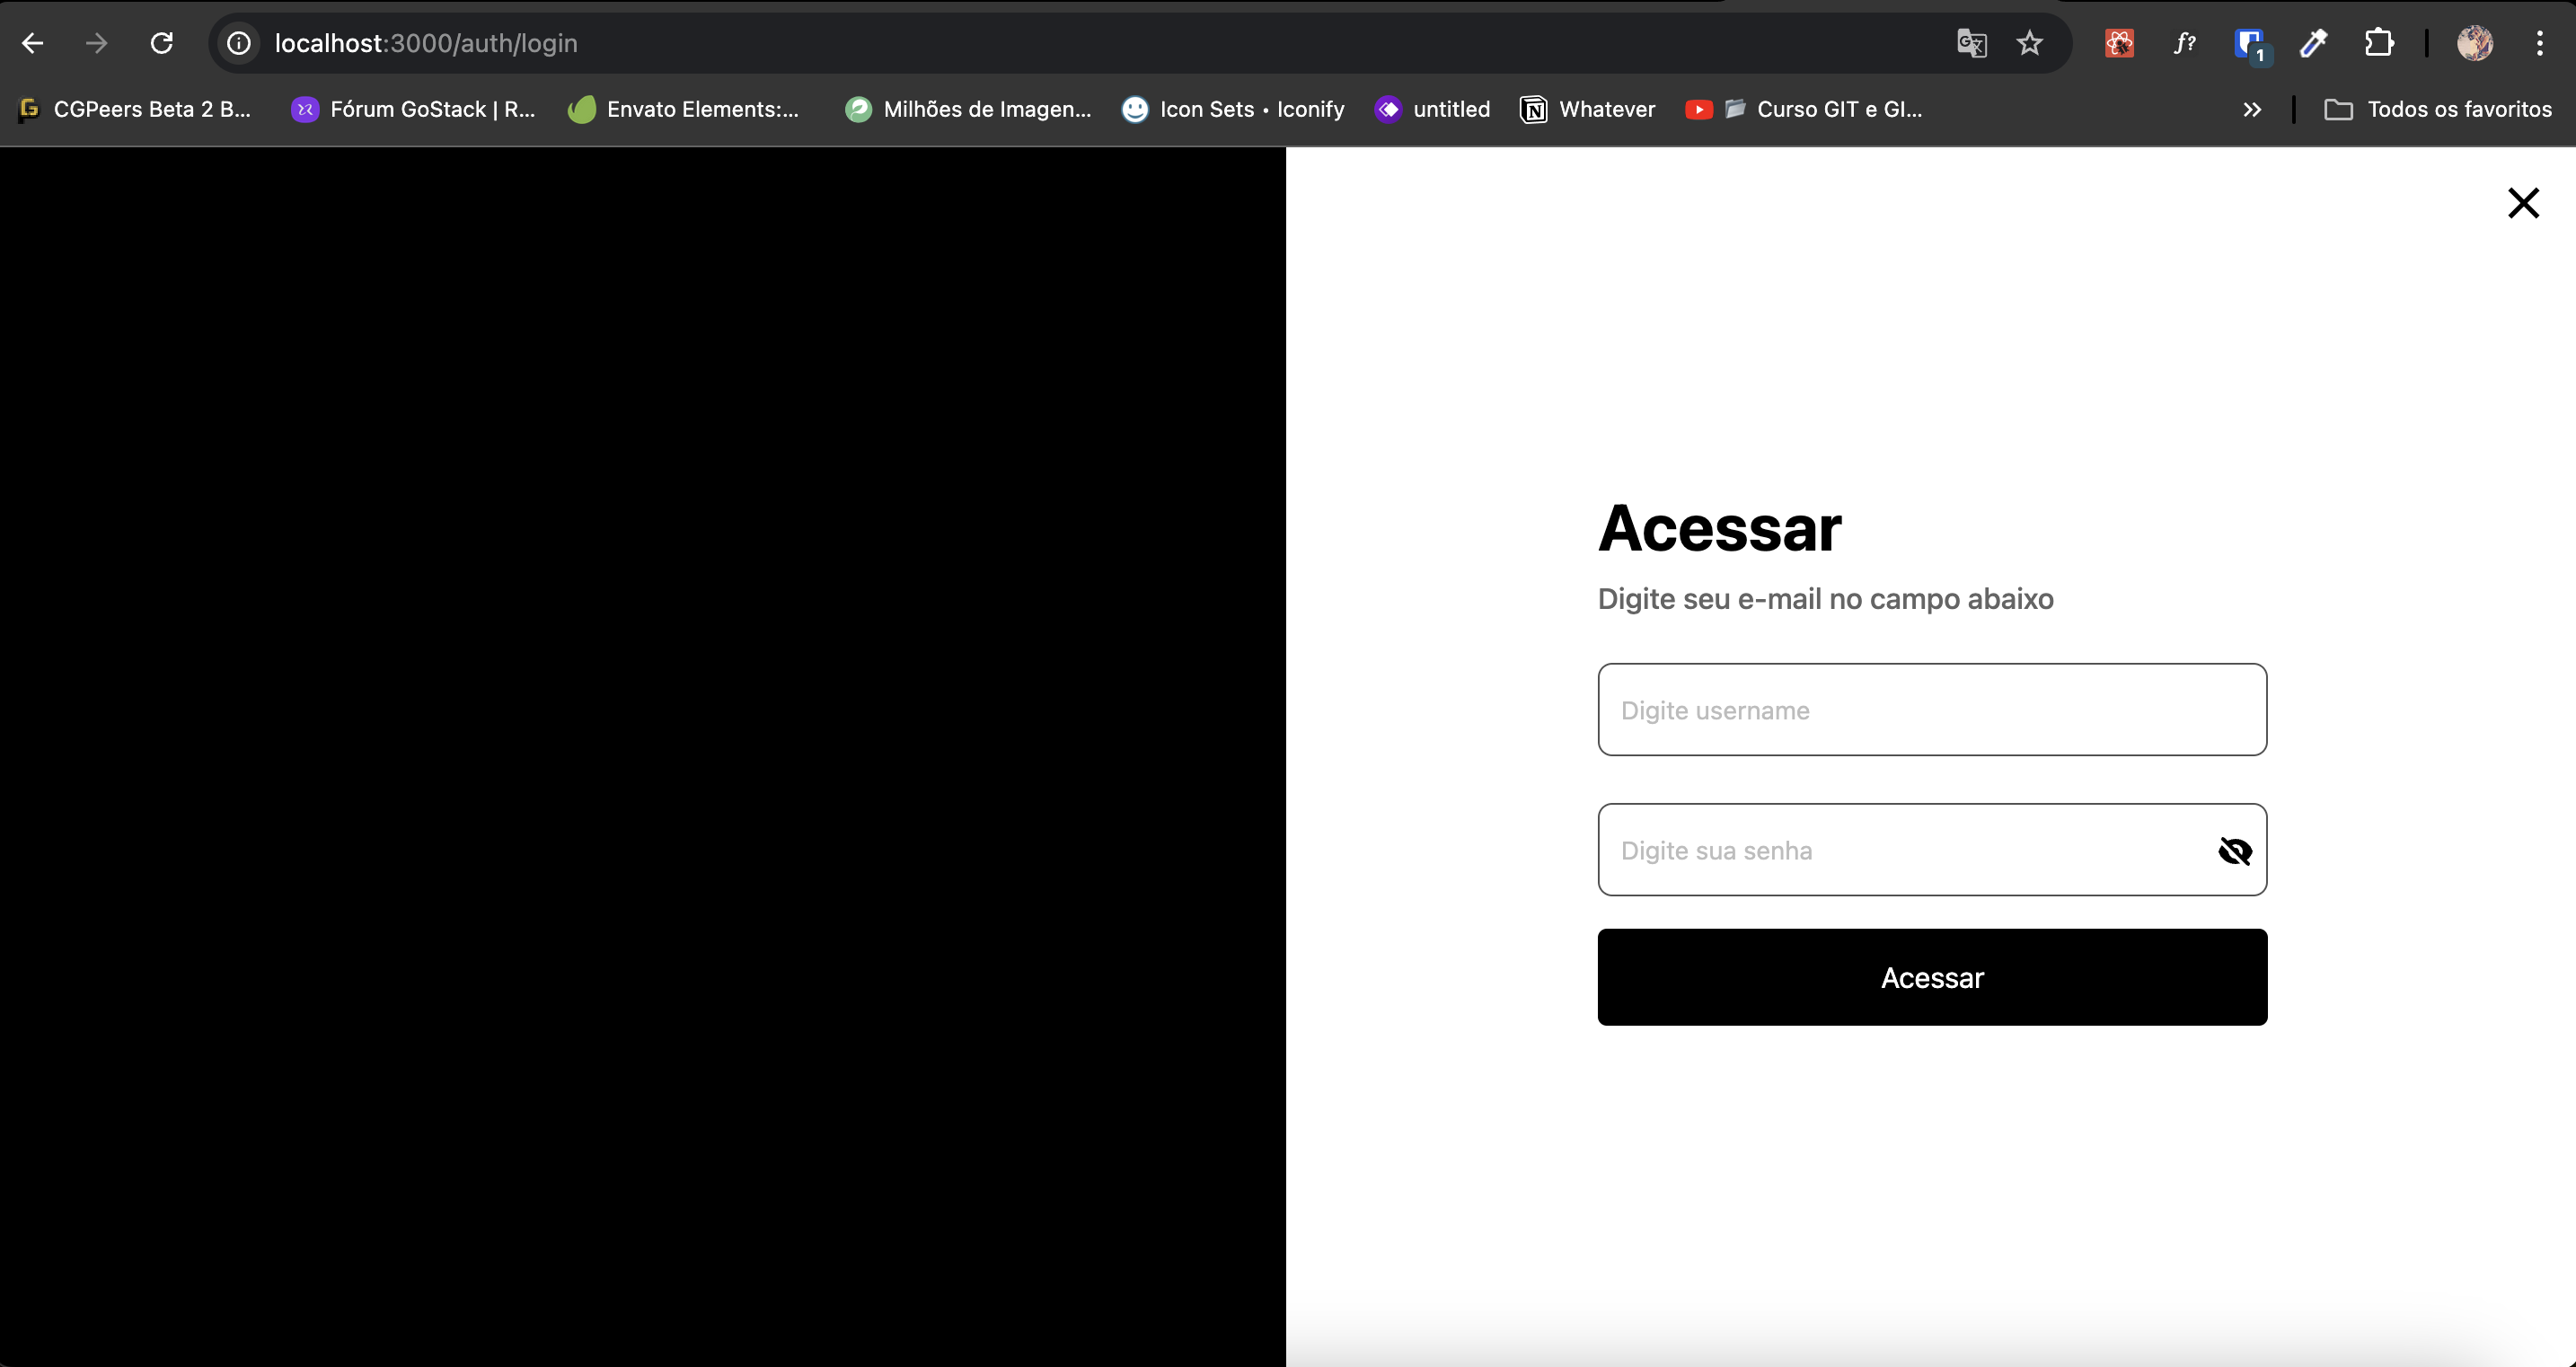 localhost:3000/auth/login
f?
1
CGPeers Beta 2 B...
Fórum GoStack | R...
Envato Elements:...
Milhões de Imagen...
Icon Sets • Iconify
untitled
Whatever
Curso GIT e GI...
Todos os favoritos
Acessar
Digite seu e-mail no campo abaixo
Digite username
Digite sua senha
Acessar